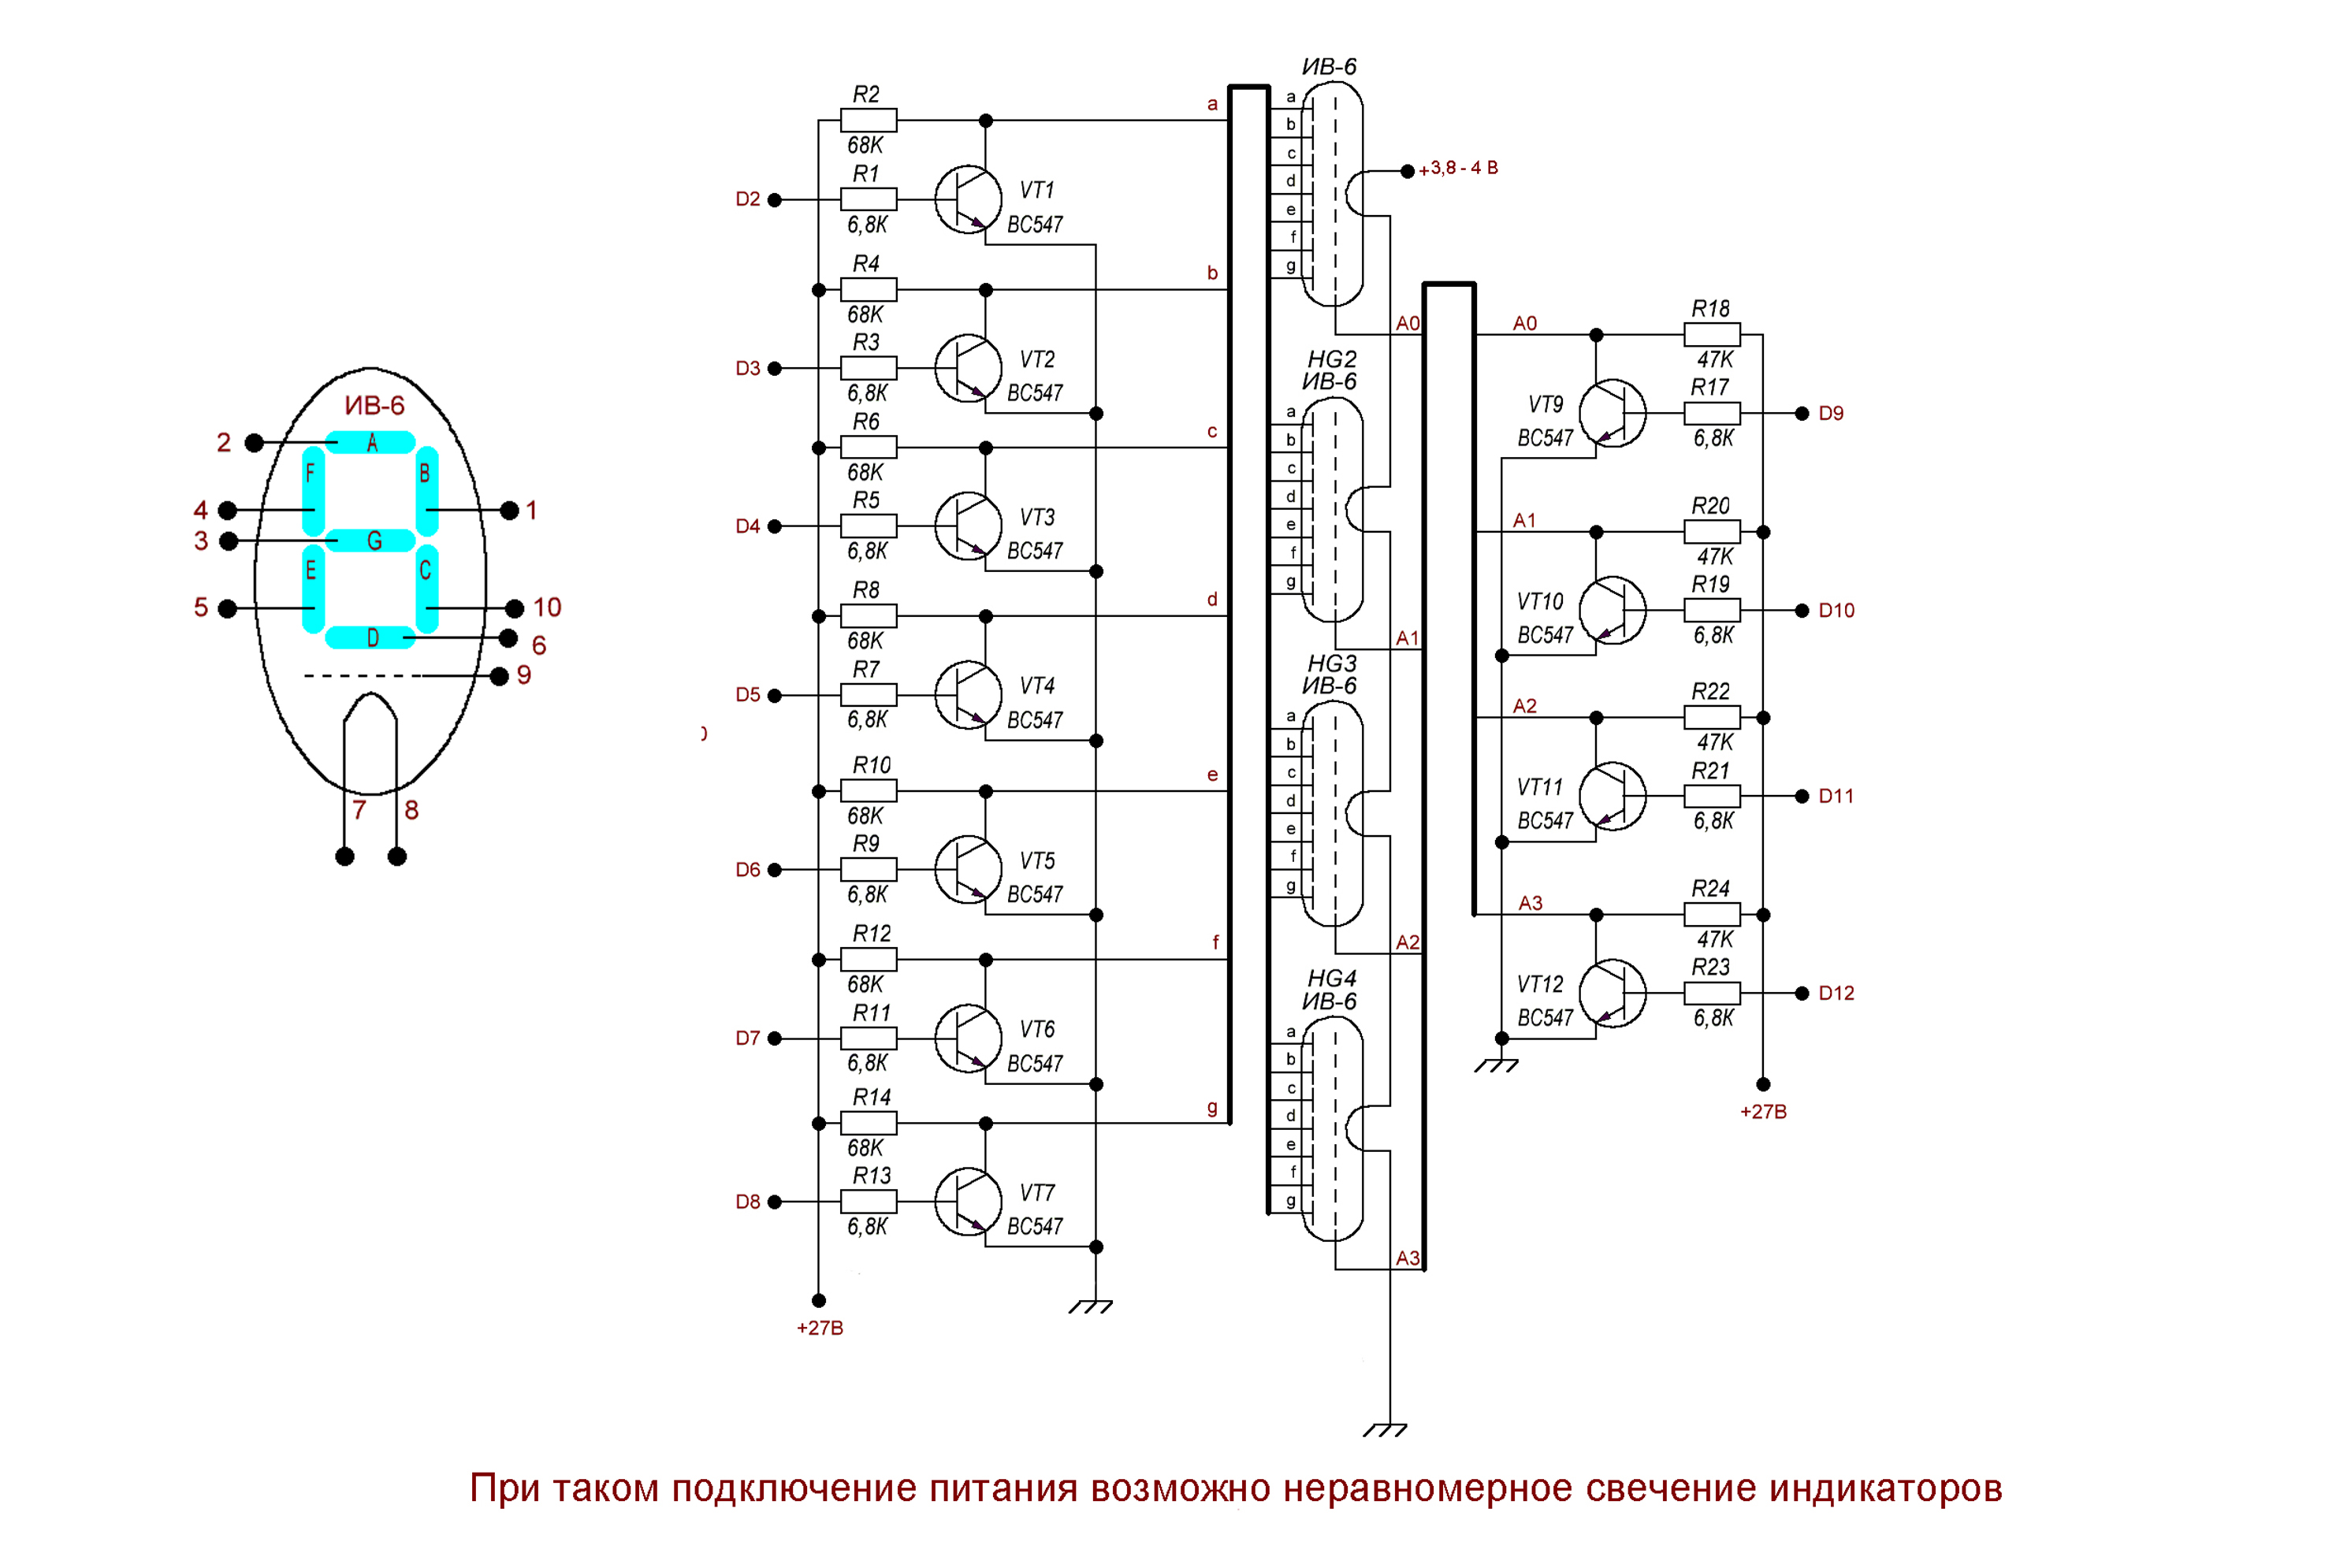 ИВ-6
A
F
B
G
E
C
D
2
4
3
5
1
10
6
9
7
8
R2
68K
R1
6,8K
D2
VT1
BC547
a
R4
68K
R3
6,8K
D3
VT2
BC547
b
R6
68K
R5
6,8K
D4
VT3
BC547
c
R8
68K
R7
6,8K
D5
VT4
BC547
d
R10
68K
R9
6,8K
D6
VT5
BC547
e
R12
68K
R11
6,8K
D7
VT6
BC547
f
R14
68K
R13
6,8K
D8
VT7
BC547
g
+27В
ИВ-6
a
b
c
d
e
f
g
+3,8 - 4 В
A0
HG2
ИВ-6
a
b
c
d
e
f
g
A1
HG3
ИВ-6
a
b
c
d
e
f
g
A2
HG4
ИВ-6
a
b
c
d
e
f
g
A3
A0
R18
47K
R17
6,8K
VT9
BC547
D9
A1
R20
47K
R19
6,8K
VT10
BC547
D10
A2
R22
47K
R21
6,8K
VT11
BC547
D11
A3
R24
47K
R23
6,8K
VT12
BC547
D12
+27В
При таком подключение питания возможно неравномерное свечение индикаторов